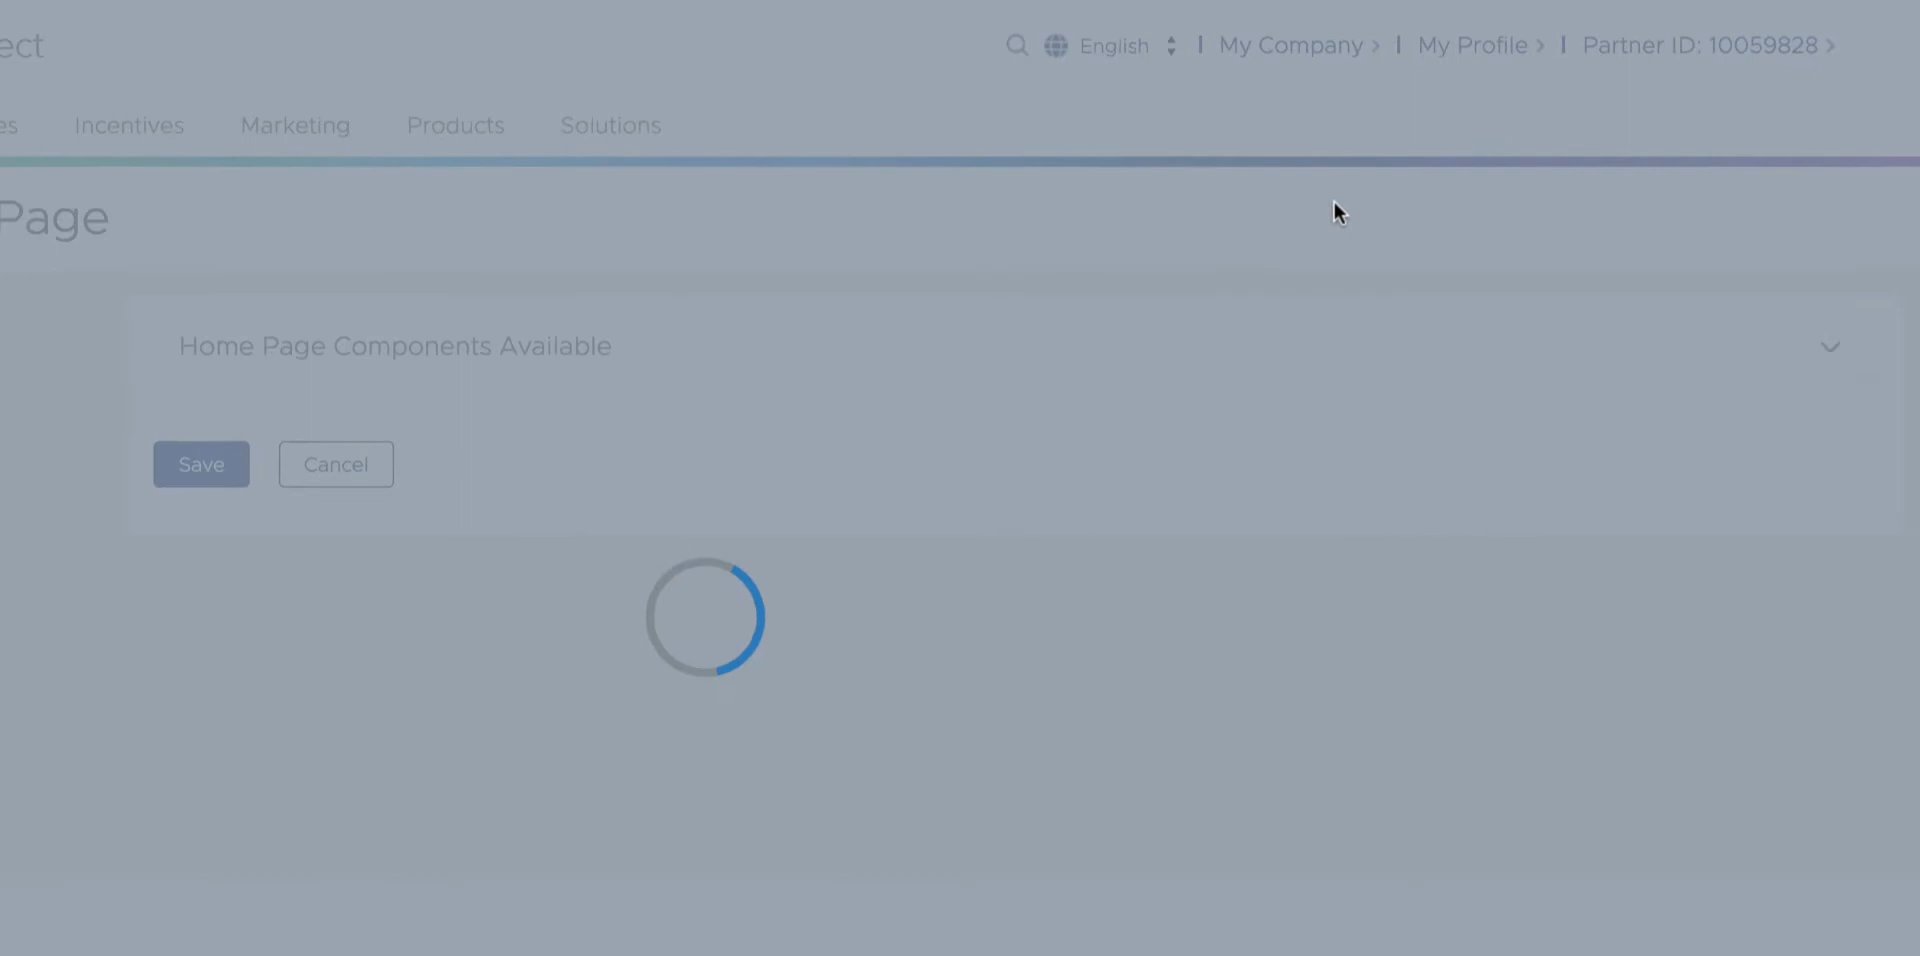 ect
English | My Company | My Profile | Partner ID: 10059828
es Incentives Marketing Products Solutions
Page
Home Page Components Available
Save Cancel